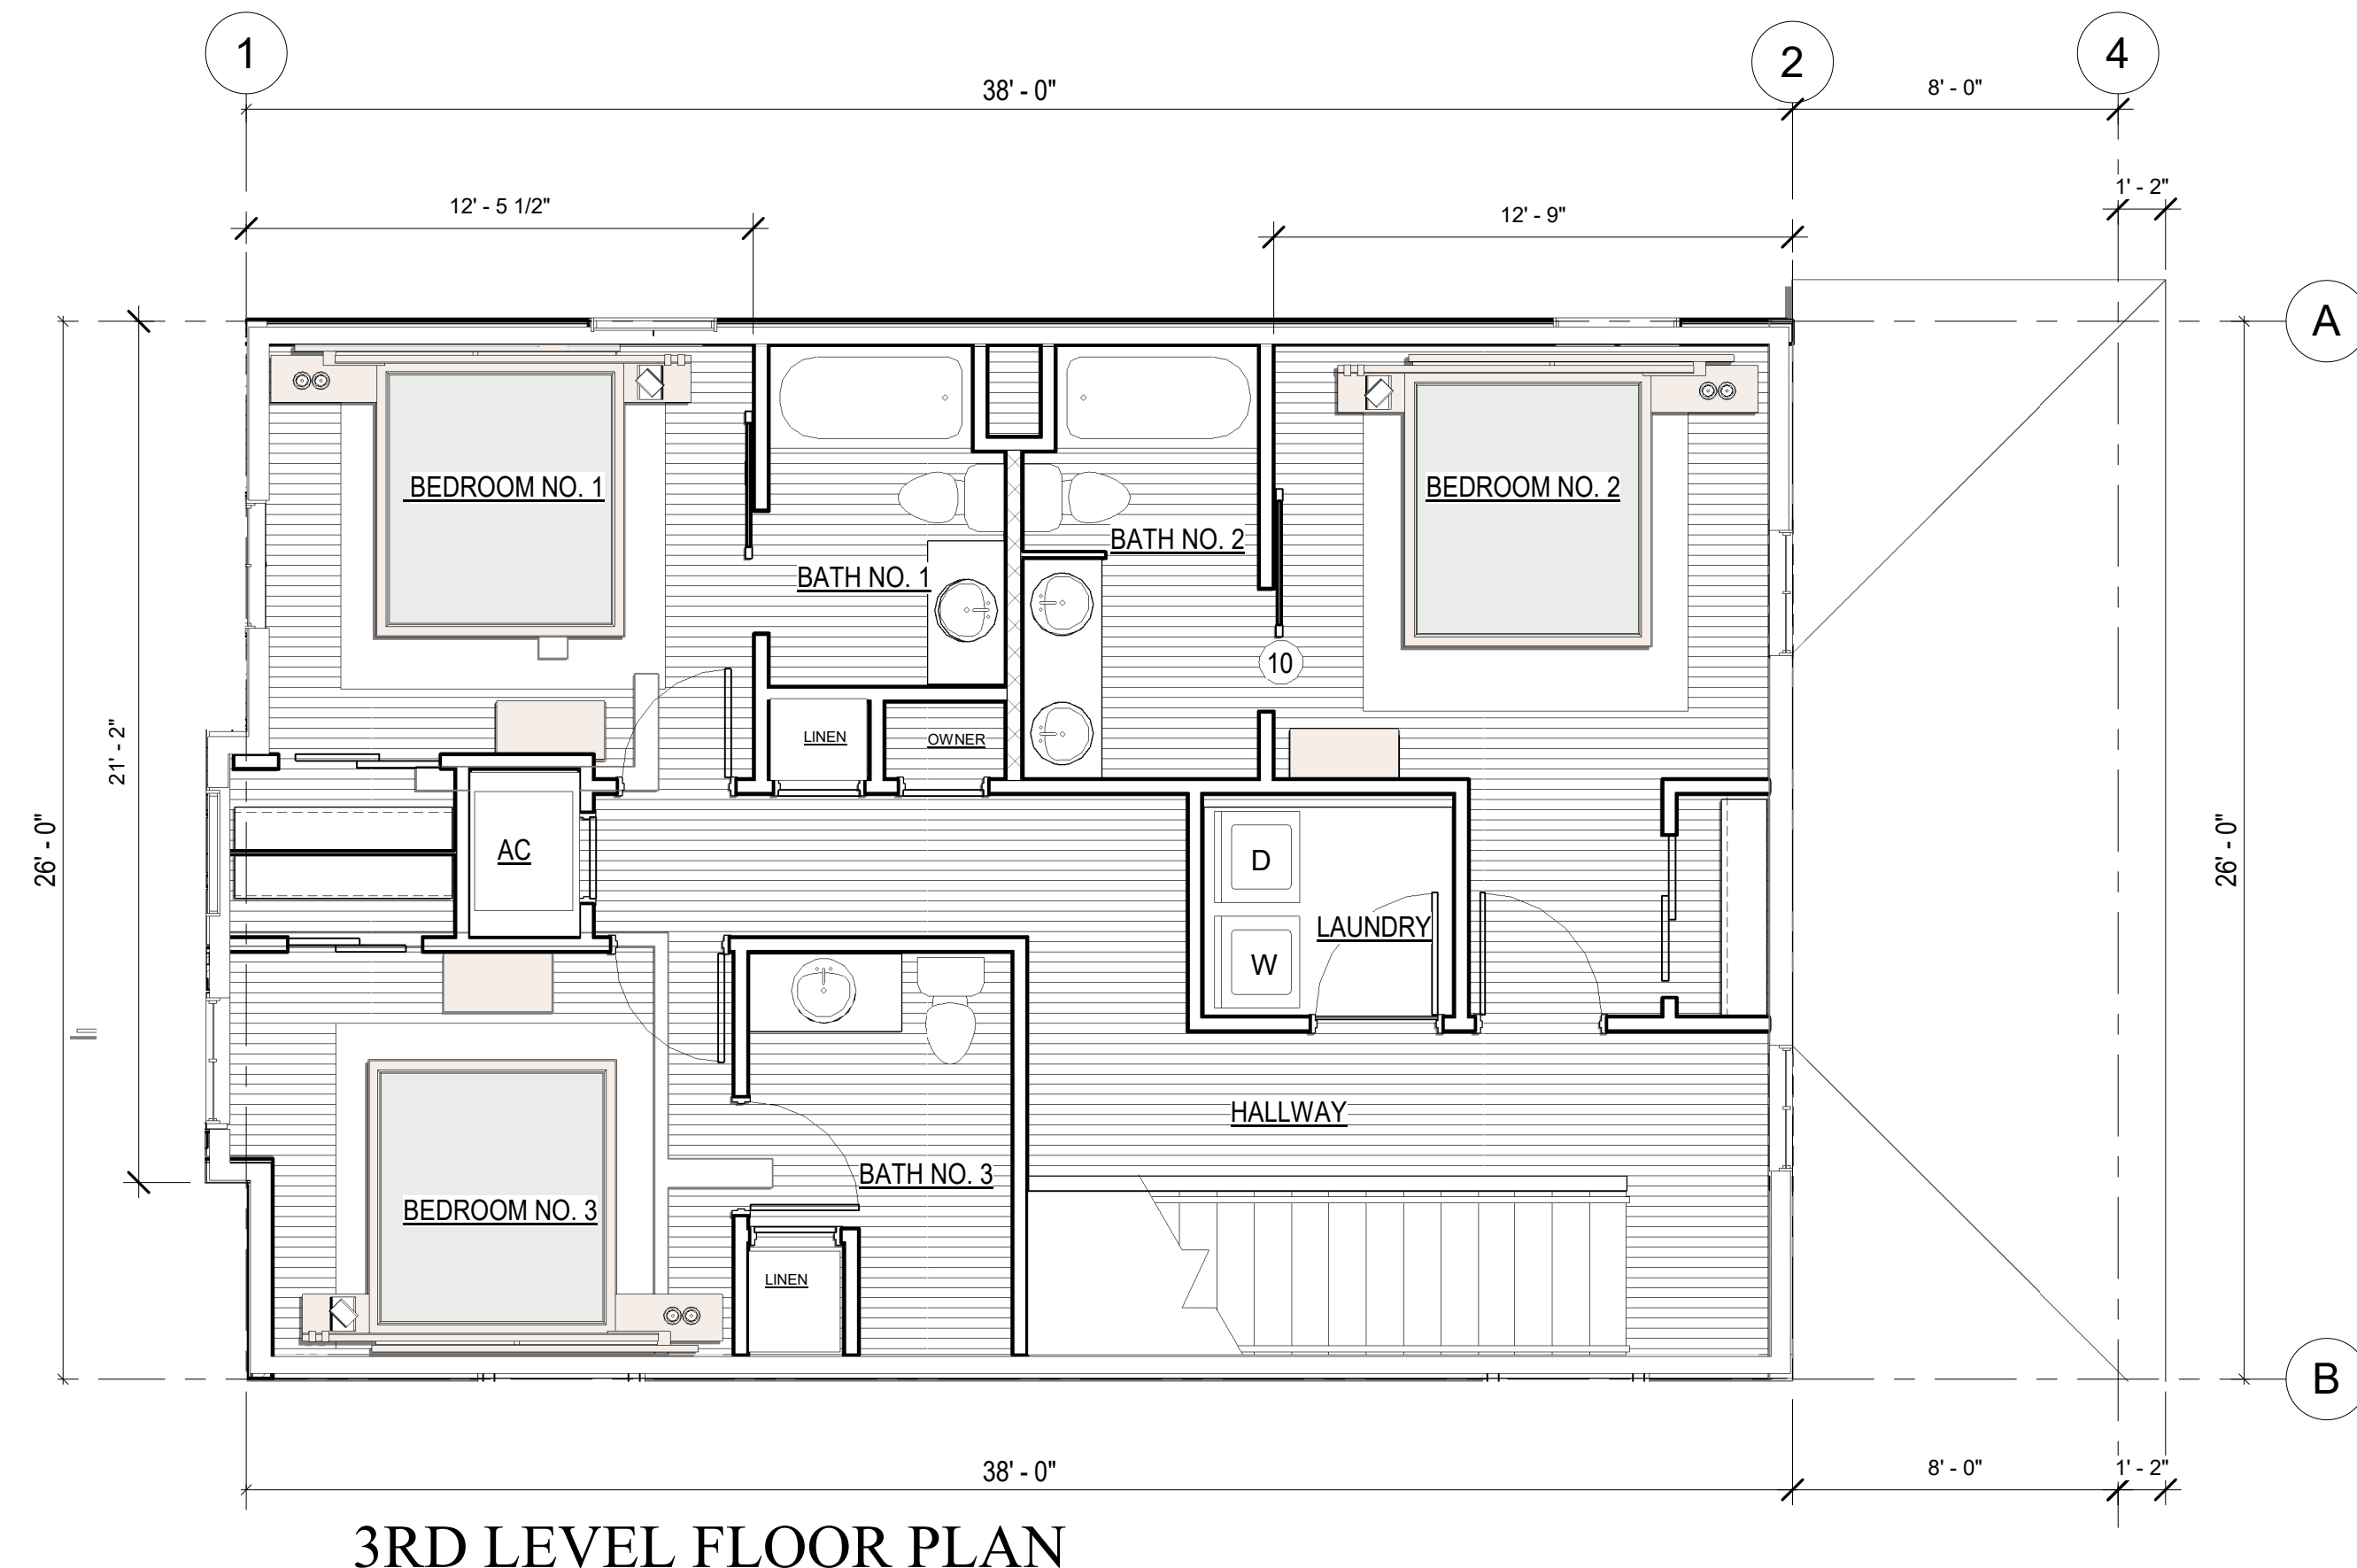 1
2
4
38' - 0"
8' - 0"
1' - 2"
12' - 5 1/2"
12' - 9"
A
BEDROOM NO. 1
BEDROOM NO. 2
BATH NO. 2
BATH NO. 1
10
LINEN
OWNER
21' - 2"
26' - 0"
26' - 0"
AC
D
LAUNDRY
W
HALLWAY
BATH NO. 3
BEDROOM NO. 3
LINEN
B
38' - 0"
8' - 0"
1' - 2"
3RD LEVEL FLOOR PLAN